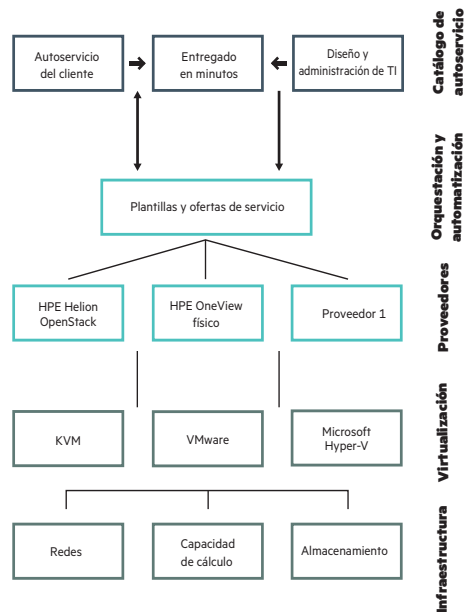 Autoservicio
del cliente
Entregado
en minutos
Diseño y
administración de TI
Catálogo de
autoservicio
Plantillas y ofertas de servicio
Orquestación y
automatización
HPE Helion
OpenStack
HPE OneView
físico
Proveedor 1
Proveedores
KVM
VMware
Microsoft
Hyper-V
Virtualización
Redes
Capacidad
de cálculo
Almacenamiento
Infraestructura